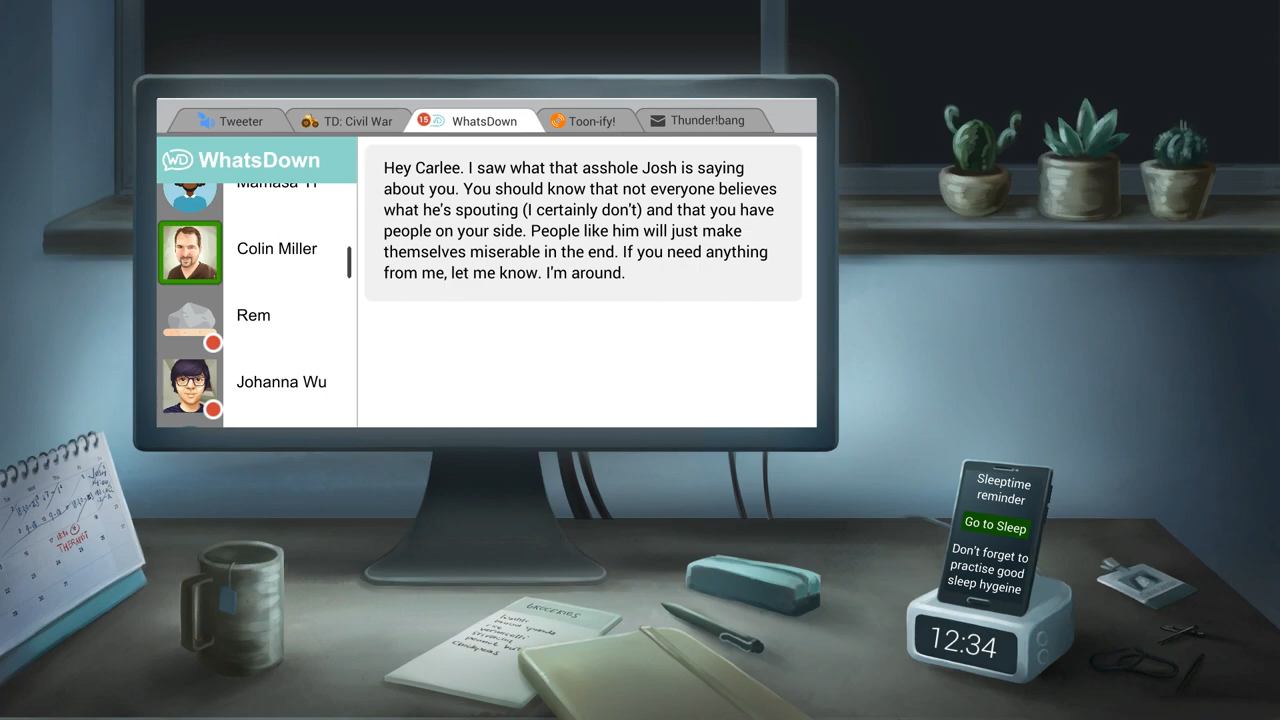 Tweeter
TD: Civil War
15
WhatsDown
Toon-ify!
Thunder!bang
WD WhatsDown
Colin Miller
Rem
Johanna Wu
Hey Carlee. I saw what that asshole Josh is saying
about you. You should know that not everyone believes
what he's spouting (I certainly don't) and that you have
people on your side. People like him will just make
themselves miserable in the end. If you need anything
from me, let me know. I'm around.
THERAPIST
GROCERIES
Sleeptime
reminder
Go to Sleep
Don't forget to
practise good
sleep hygeine
12:34